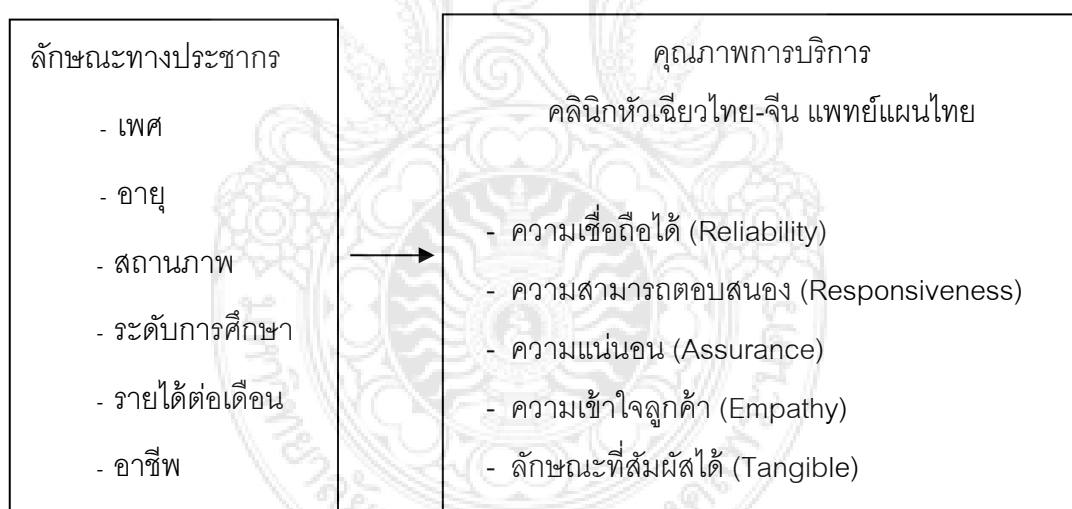 ลักษณะทางประชากร
- เพศ
- อายุ
- สถานภาพ
- ระดับการศึกษา
- รายได้ต่อเดือน
- อาชีพ
คุณภาพการบริการ
คลินิกหัวเฉียวไทย-จีน แพทย์แผนไทย
- ความเชื่อถือได้ (Reliability)
- ความสามารถตอบสนอง (Responsiveness)
- ความแน่นอน (Assurance)
- ความเข้าใจลูกค้า (Empathy)
- ลักษณะที่สัมผัสได้ (Tangible)